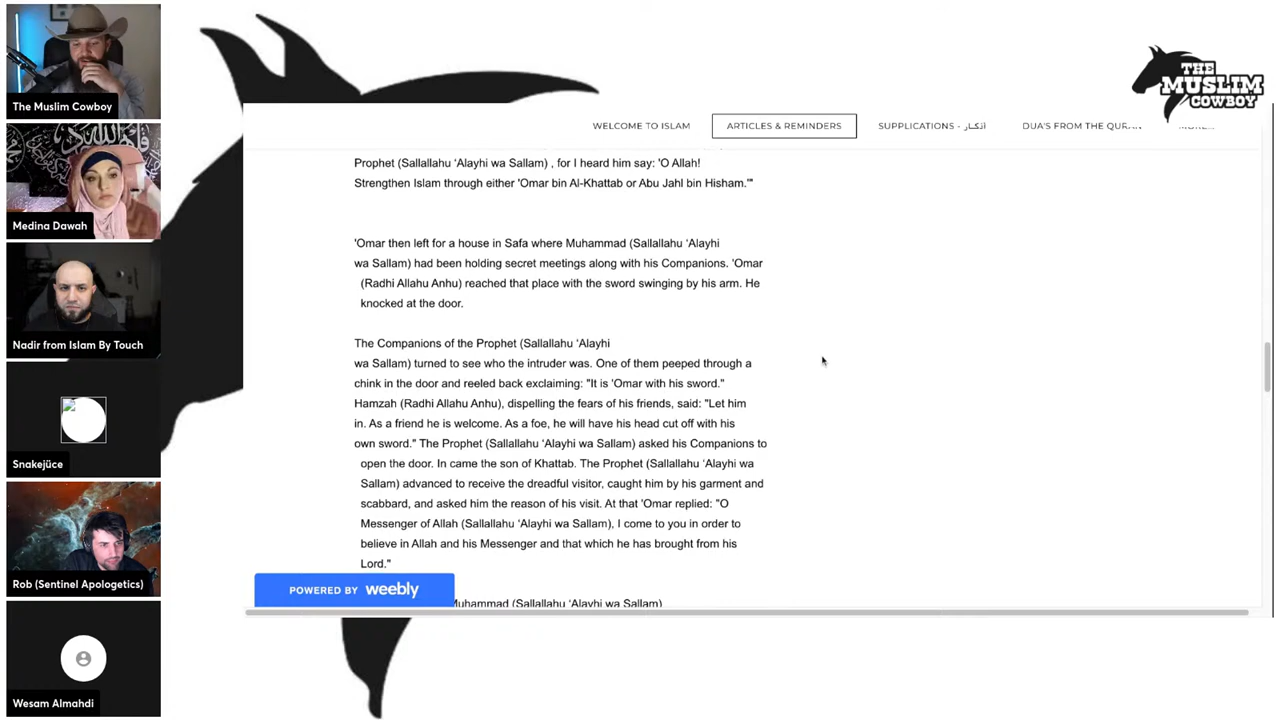 The Muslim Cowboy
Medina Dawah
Nadir from Islam By Touch
Snakejüce
Rob (Sentinel Apologetics)
Wesam Almahdi
THE
MUSLIM
COWBOY
WELCOME TO ISLAM
ARTICLES & REMINDERS
SUPPLICATIONS - اذكار
DUA'S FROM THE QURAN
MORE...
Prophet (Sallallahu ‘Alayhi wa Sallam) , for I heard him say: 'O Allah!
Strengthen Islam through either 'Omar bin Al-Khattab or Abu Jahl bin Hisham.'"
'Omar then left for a house in Safa where Muhammad (Sallallahu ‘Alayhi
wa Sallam) had been holding secret meetings along with his Companions. 'Omar
(Radhi Allahu Anhu) reached that place with the sword swinging by his arm. He
knocked at the door.
The Companions of the Prophet (Sallallahu ‘Alayhi
wa Sallam) turned to see who the intruder was. One of them peeped through a
chink in the door and reeled back exclaiming: "It is 'Omar with his sword."
Hamzah (Radhi Allahu Anhu), dispelling the fears of his friends, said: "Let him
in. As a friend he is welcome. As a foe, he will have his head cut off with his
own sword." The Prophet (Sallallahu ‘Alayhi wa Sallam) asked his Companions to
open the door. In came the son of Khattab. The Prophet (Sallallahu ‘Alayhi wa
Sallam) advanced to receive the dreadful visitor, caught him by his garment and
scabbard, and asked him the reason of his visit. At that 'Omar replied: "O
Messenger of Allah (Sallallahu ‘Alayhi wa Sallam), I come to you in order to
believe in Allah and his Messenger and that which he has brought from his
Lord."
Muhammad (Sallallahu ‘Alayhi wa Sallam)
POWERED BY weebly